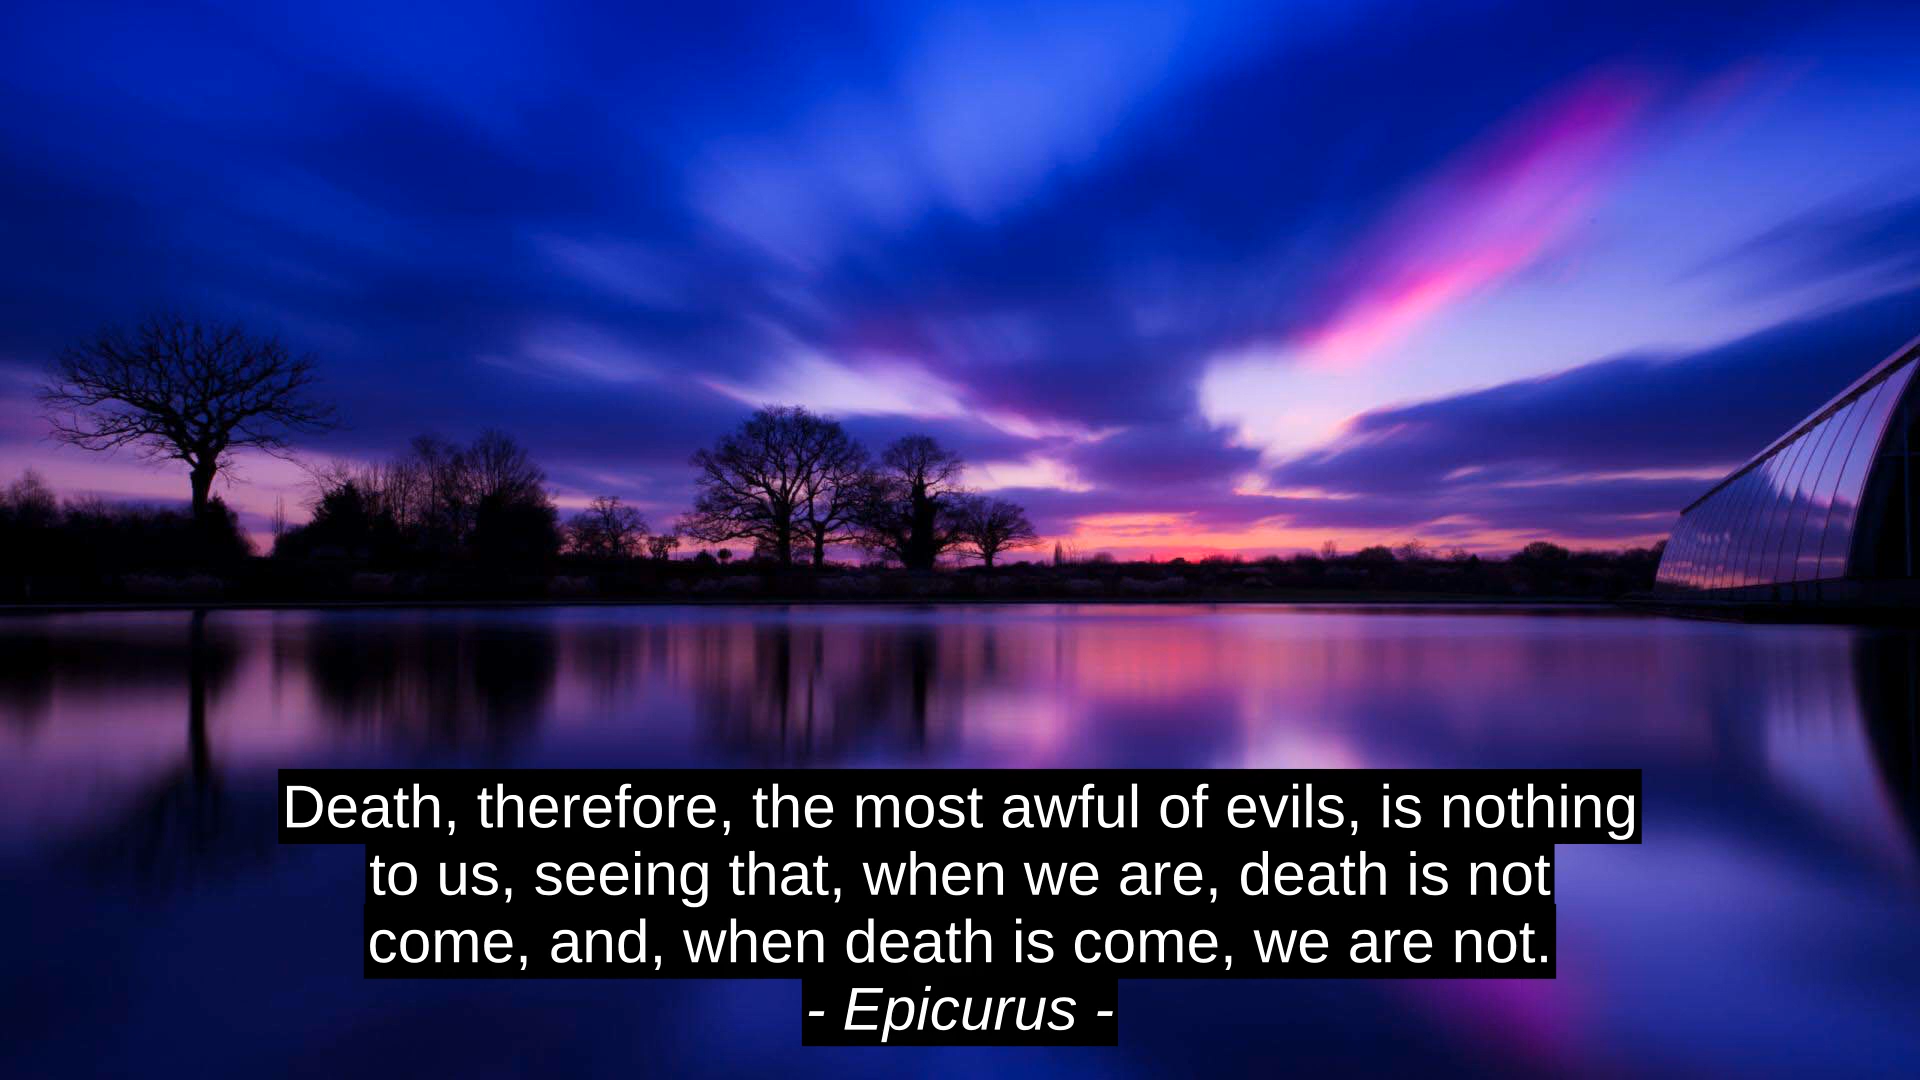 Death, therefore, the most awful of evils, is nothing
to us, seeing that, when we are, death is not
come, and, when death is come, we are not.
- Epicurus -